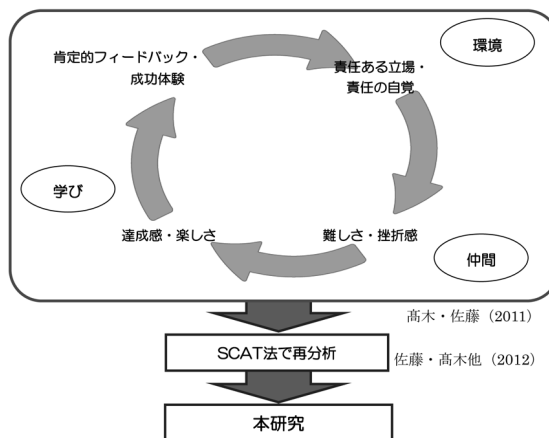 環境
肯定的フィードバック・
成功体験
責任ある立場・
責任の自覚
学び
達成感・楽しさ
難しさ・挫折感
仲間
髙木・佐藤（2011）
SCAT法で再分析
佐藤・髙木他（2012）
本研究